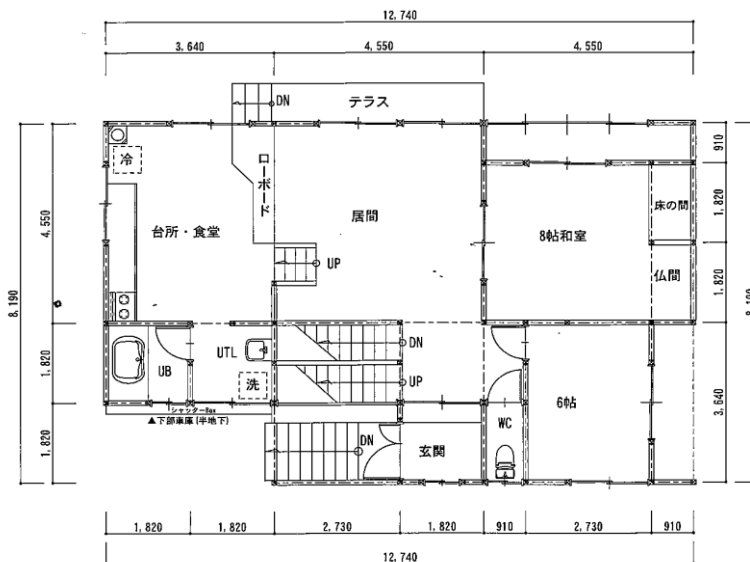 12,740
3,640
4,550
4,550
DN
テラス
冷
ローボード
910
床の間
1,820
居間
台所・食堂
8帖和室
4,550
8,190
UP
仏間
1,820
DN
UTL
UB
1,820
洗
UP
6帖
3,640
シャッターBox
▲下部車庫(半地下)
WC
DN
玄関
1,820
1,820
1,820
2,730
1,820
910
2,730
910
12,740